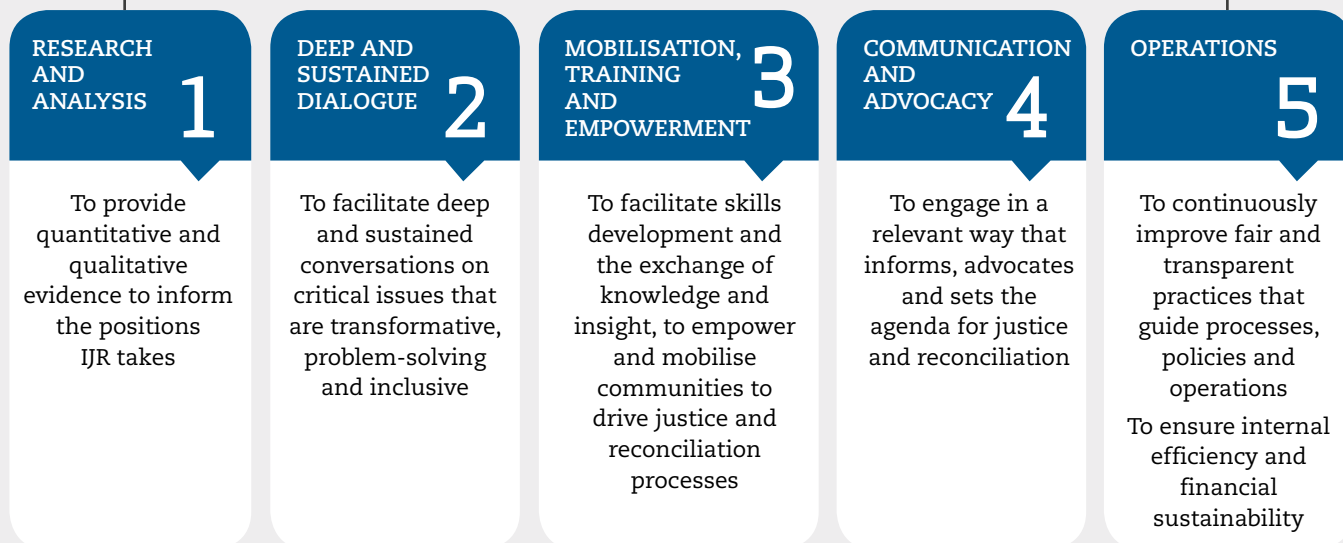 RESEARCH
AND
ANALYSIS
1
To provide
quantitative and
qualitative
evidence to inform
the positions
IJR takes
DEEP AND
SUSTAINED
DIALOGUE
2
To facilitate deep
and sustained
conversations on
critical issues that
are transformative,
problem-solving
and inclusive
MOBILISATION,
TRAINING
AND
EMPOWERMENT
3
To facilitate skills
development and
the exchange of
knowledge and
insight, to empower
and mobilise
communities to
drive justice and
reconciliation
processes
COMMUNICATION
AND
ADVOCACY
4
To engage in a
relevant way that
informs, advocates
and sets the
agenda for justice
and reconciliation
OPERATIONS
5
To continuously
improve fair and
transparent
practices that
guide processes,
policies and
operations
To ensure internal
efficiency and
financial
sustainability